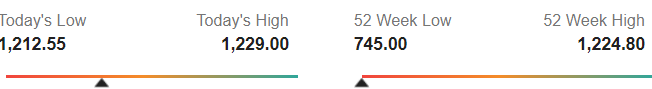 Today's Low Today's High 52 Week Low 52 Week High
1,212.55 1,229.00 745.00 1,224.80